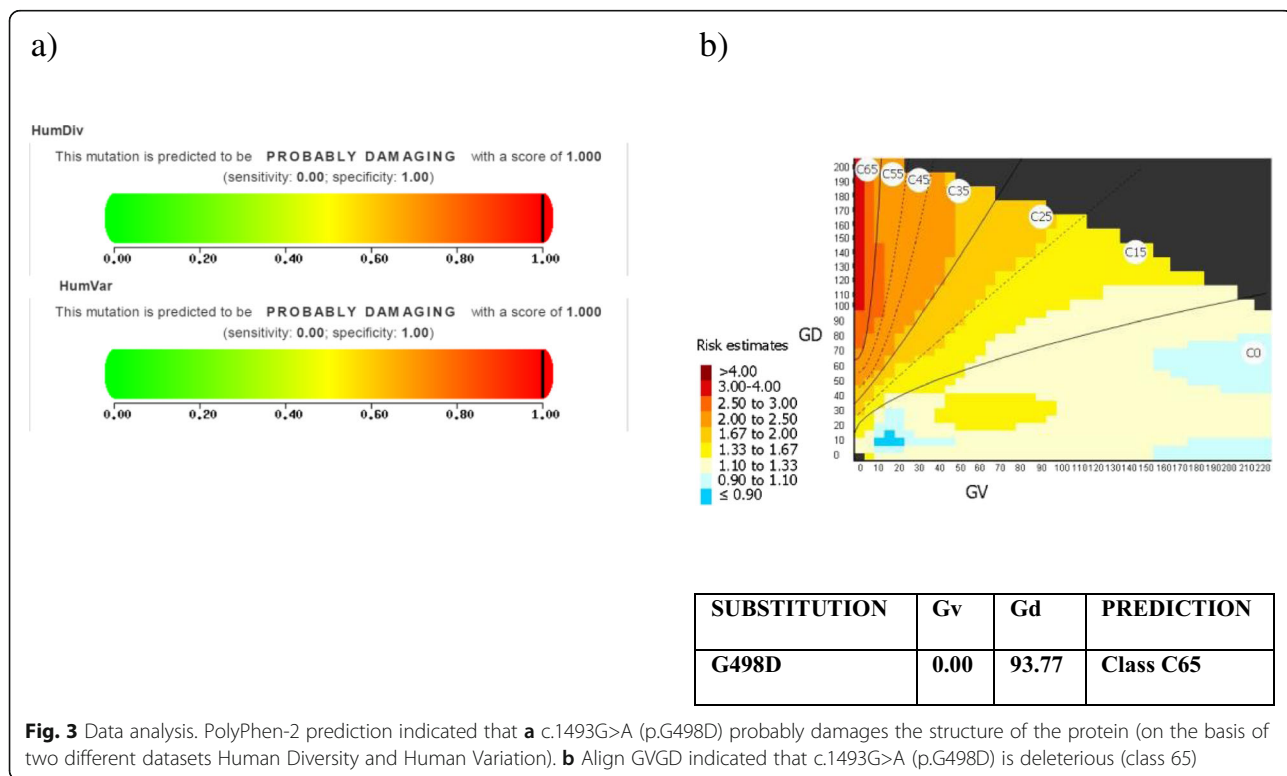 a)
HumDiv
This mutation is predicted to be PROBABLY DAMAGING with a score of 1.000
(sensitivity: 0.00; specificity: 1.00)
0.00 0.20 0.40 0.60 0.80 1.00
HumVar
This mutation is predicted to be PROBABLY DAMAGING with a score of 1.000
(sensitivity: 0.00; specificity: 1.00)
0.00 0.20 0.40 0.60 0.80 1.00
b)
C65 C55 C45 C35 C25 C15 C0
200
190
180
170
160
150
140
130
120
110
100
90
80
70
60
50
40
30
20
10
0
GD
0 10 20 30 40 50 60 70 80 90 100 110 120 130 140 150 160 170 180 190 200 210 220
GV
Risk estimates
>4.00
3.00-4.00
2.50 to 3.00
2.00 to 2.50
1.67 to 2.00
1.33 to 1.67
1.10 to 1.33
0.90 to 1.10
≤ 0.90
SUBSTITUTION Gv Gd PREDICTION
G498D 0.00 93.77 Class C65
Fig. 3 Data analysis. PolyPhen-2 prediction indicated that a c.1493G>A (p.G498D) probably damages the structure of the protein (on the basis of
two different datasets Human Diversity and Human Variation). b Align GVGD indicated that c.1493G>A (p.G498D) is deleterious (class 65)